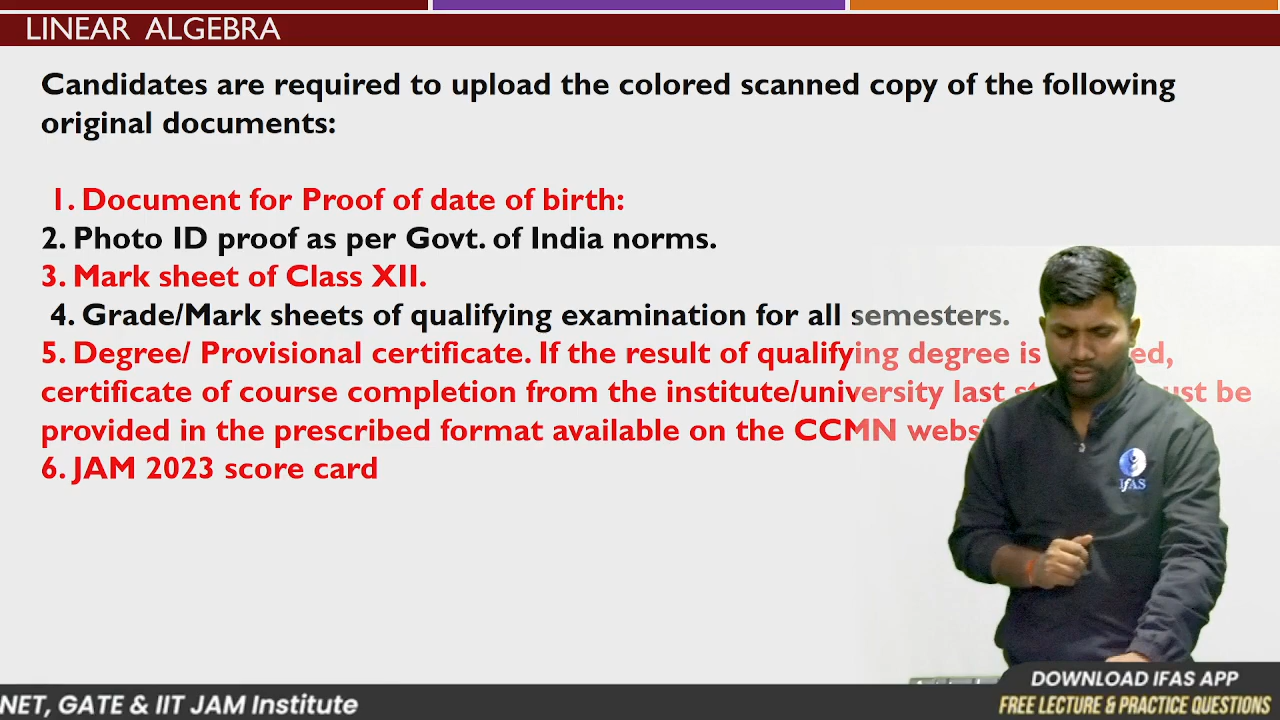 LINEAR ALGEBRA
Candidates are required to upload the colored scanned copy of the following
original documents:
1. Document for Proof of date of birth:
2. Photo ID proof as per Govt. of India norms.
3. Mark sheet of Class XII.
4. Grade/Mark sheets of qualifying examination for all semesters.
5. Degree/ Provisional certificate. If the result of qualifying degree is
certificate of course completion from the institute/university last must be
provided in the prescribed format available on the CCMN
6. JAM 2023 score card
IFAS
DOWNLOAD IFAS APP
NET, GATE & IIT JAM Institute
FREE LECTURE & PRACTICE QUESTIONS